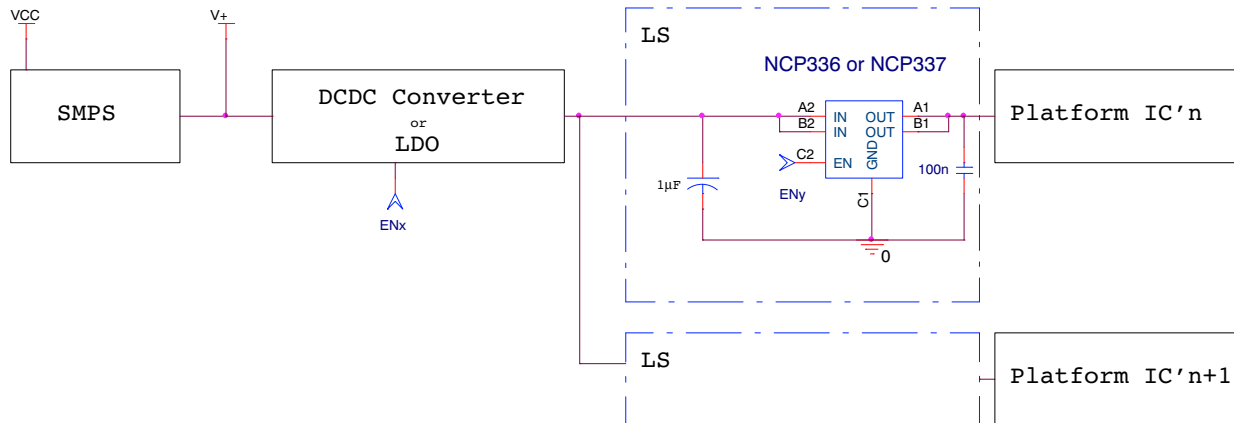 VCC
V+
SMPS
DCDC Converter
or
LDO
ENx
LS
NCP336 or NCP337
A2
B2
IN
IN
OUT
OUT
A1
B1
C2
EN
GND
C1
ENy
1µF
100n
0
Platform IC'n
LS
Platform IC'n+1